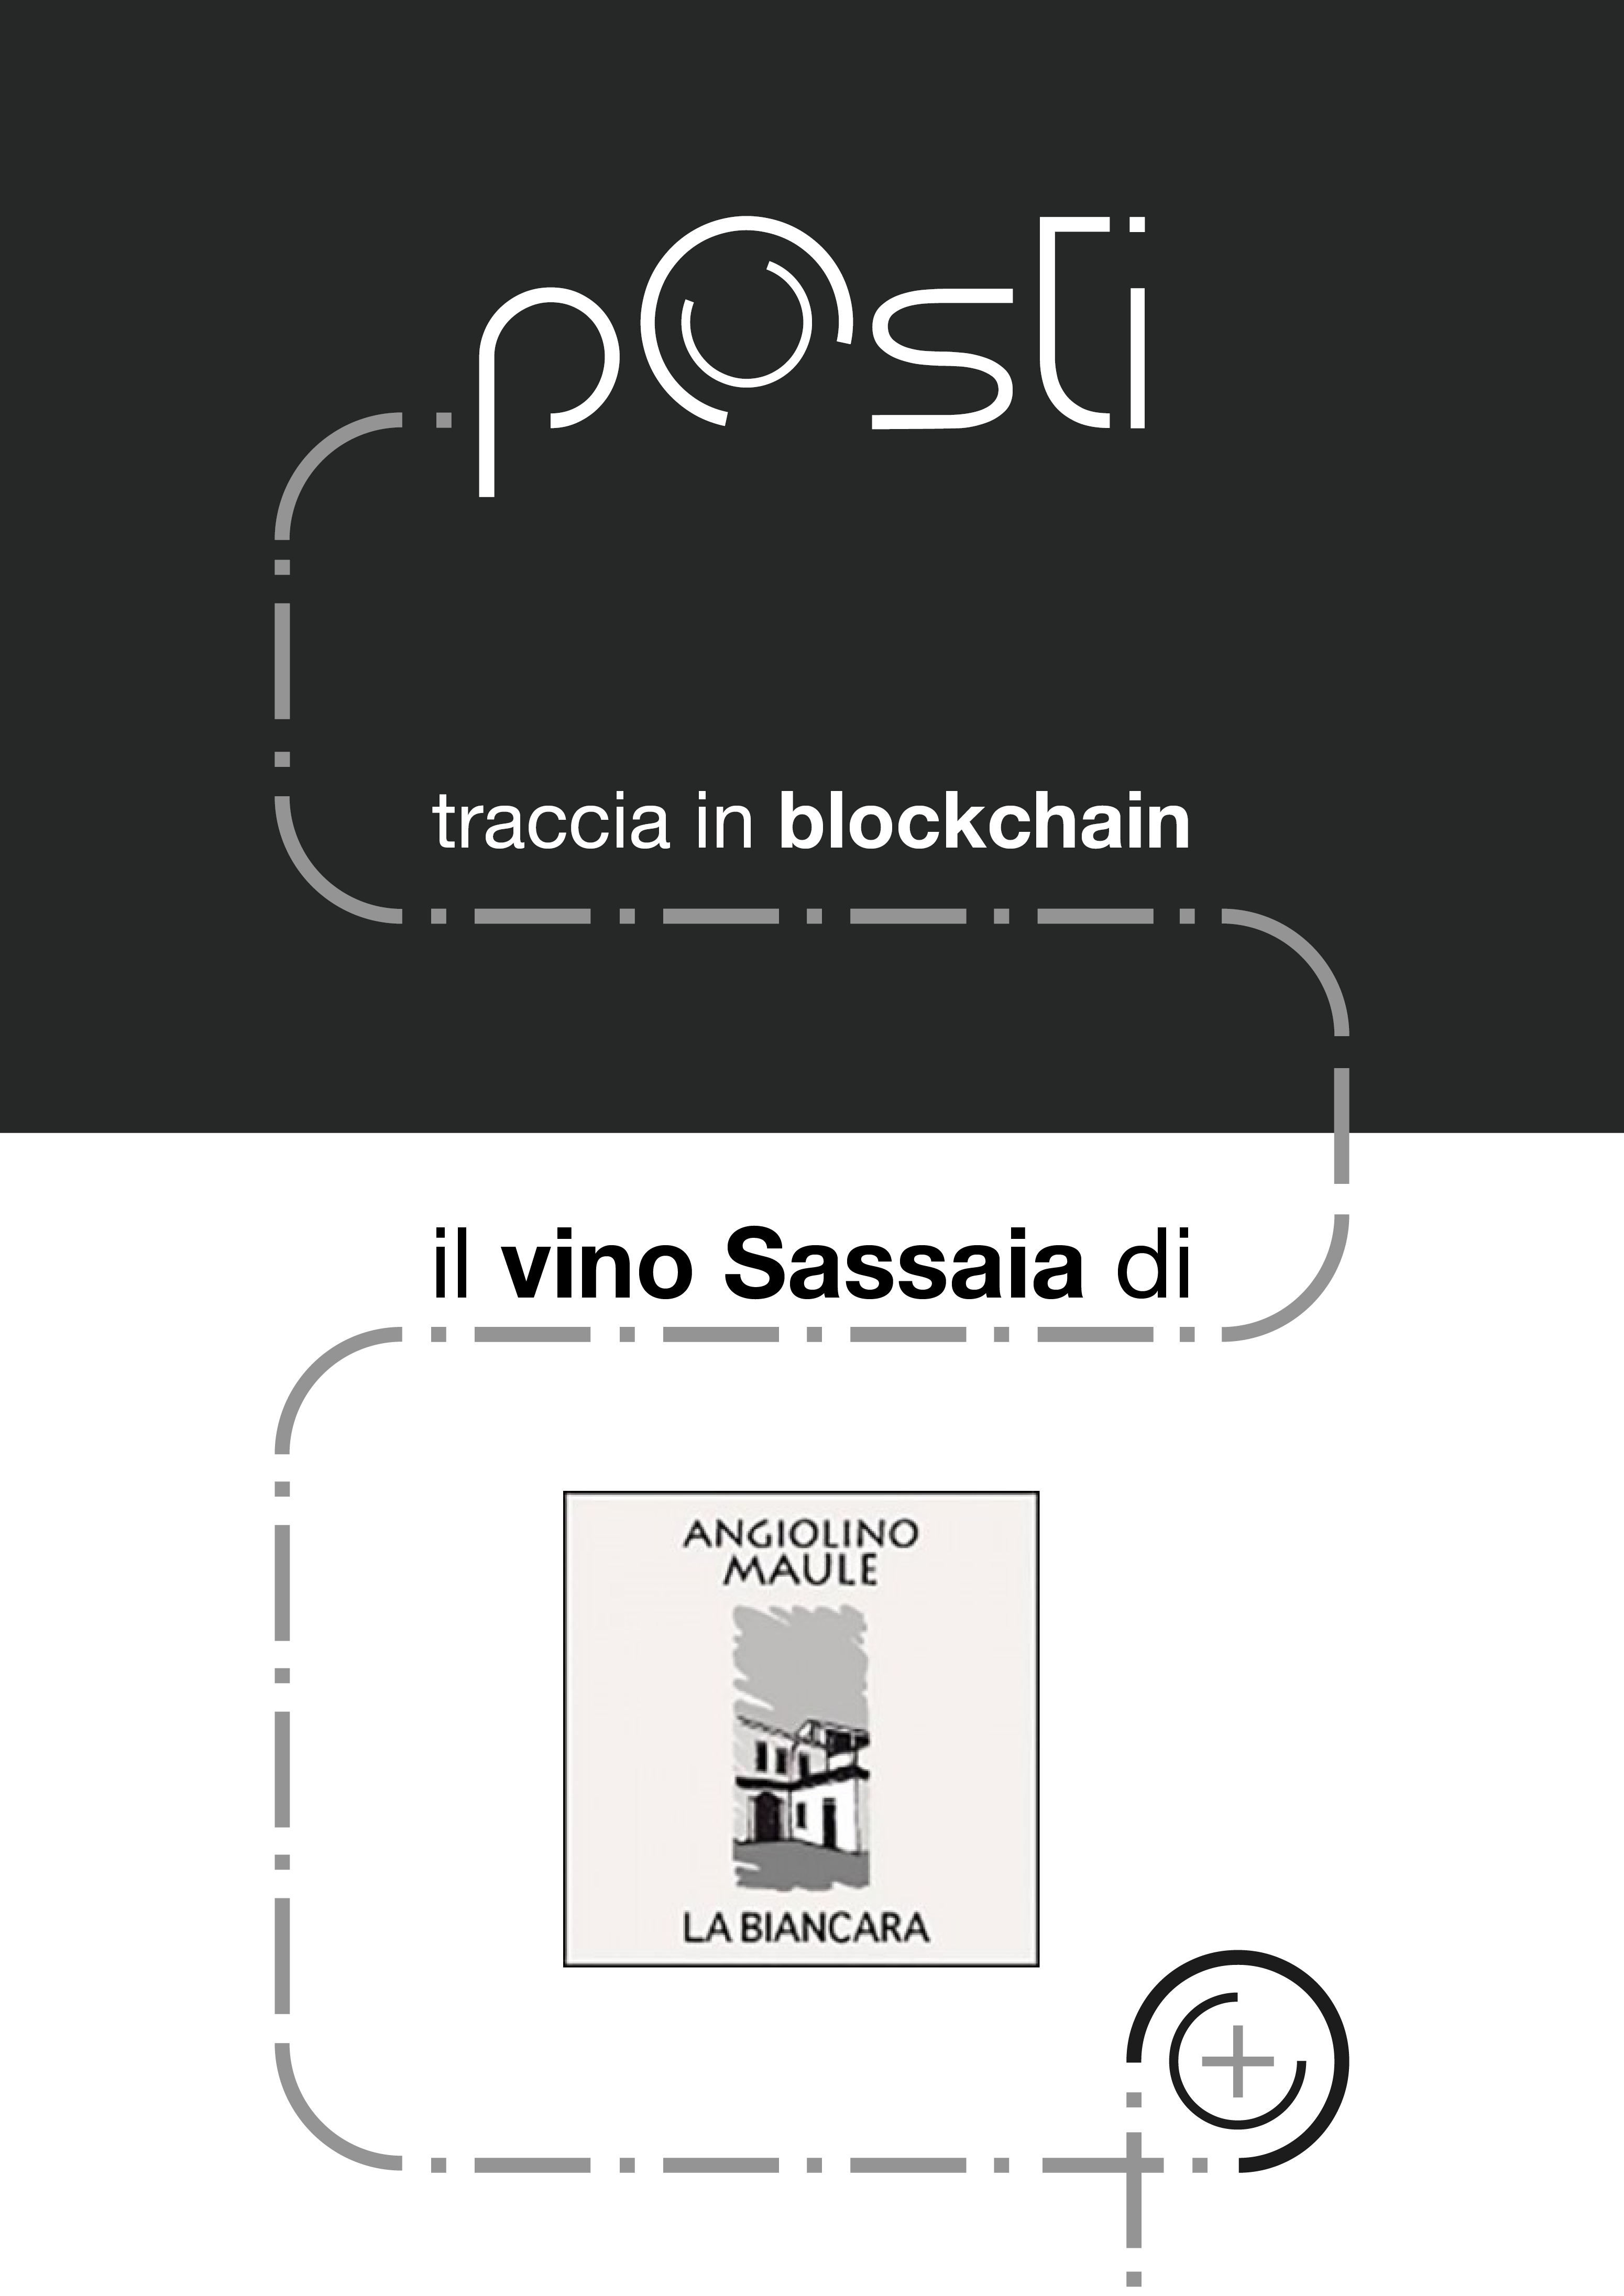 posti
traccia in blockchain
il vino Sassaia di
ANGIOLINO
MAULE
LA BIANCARA